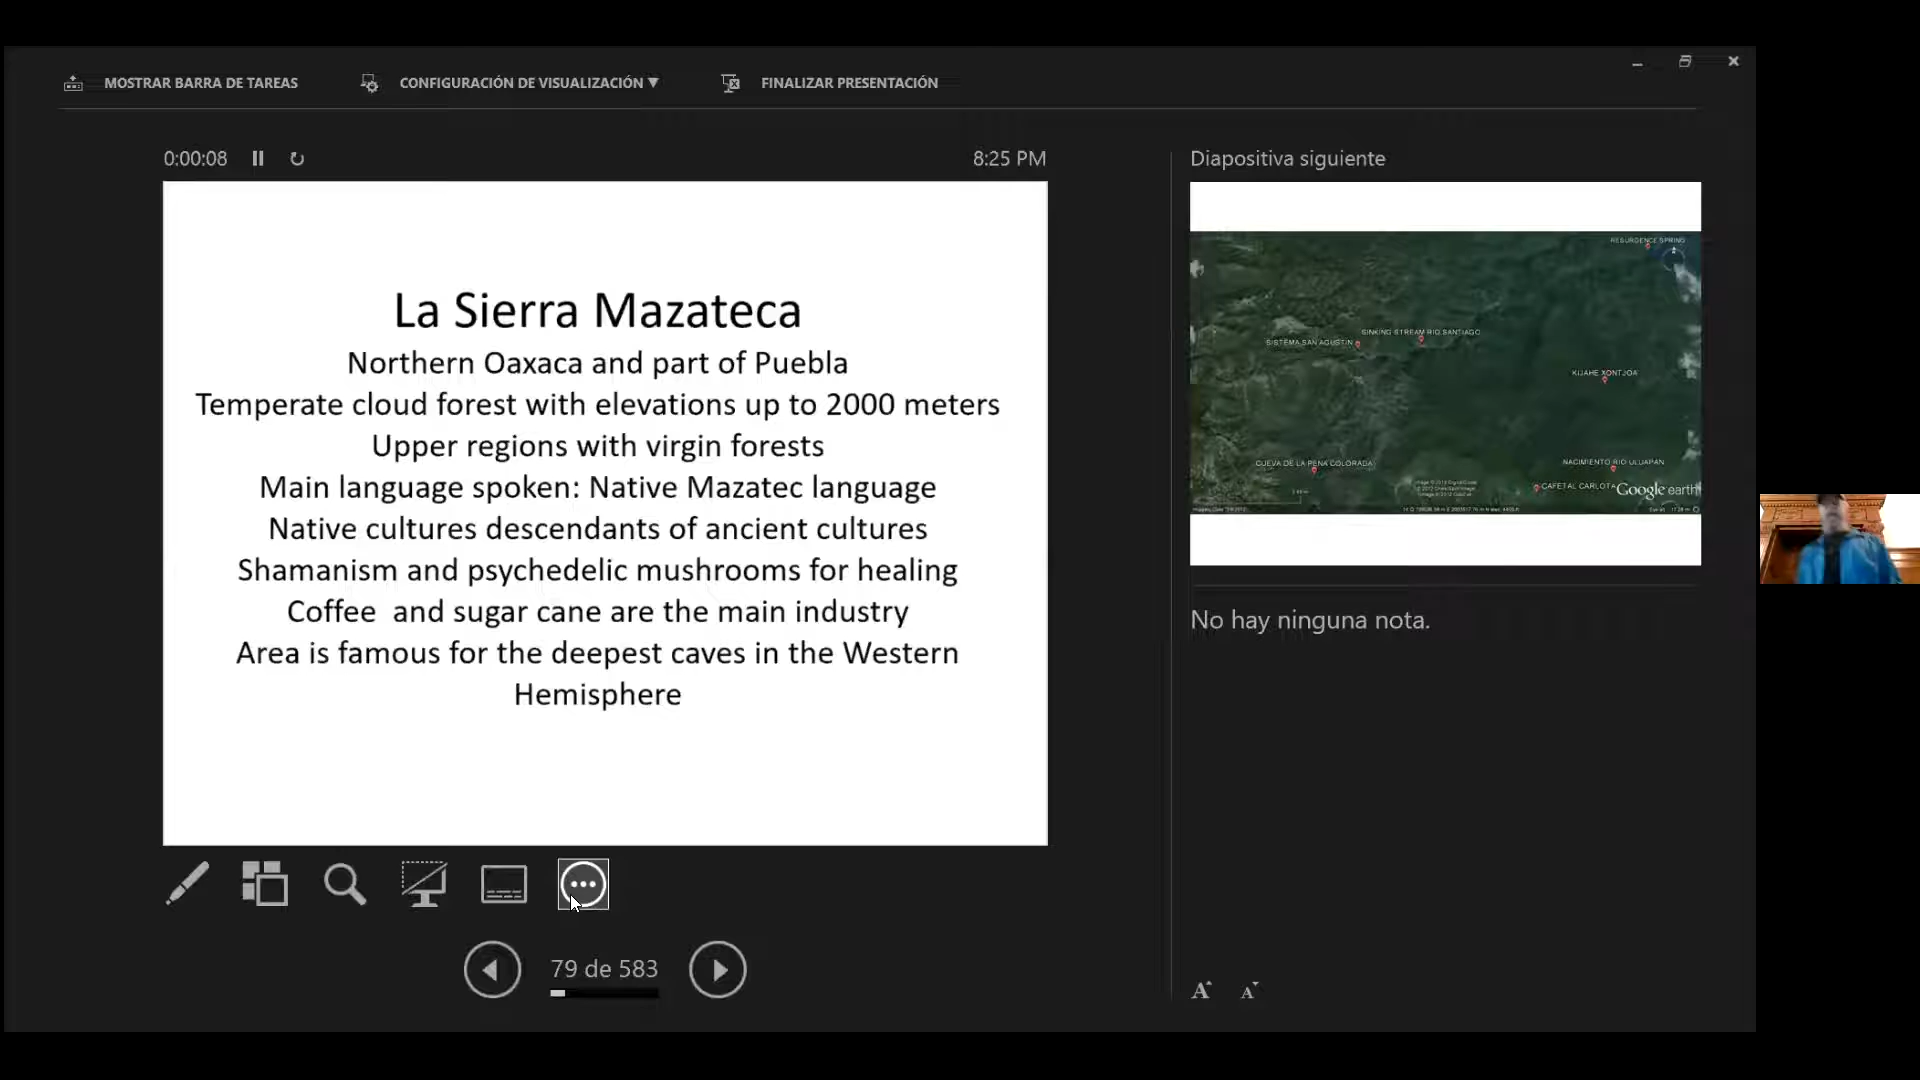 MOSTRAR BARRA DE TAREAS
CONFIGURACIÓN DE VISUALIZACIÓN
FINALIZAR PRESENTACIÓN
0:00:08
8:25 PM
La Sierra Mazateca
Northern Oaxaca and part of Puebla
Temperate cloud forest with elevations up to 2000 meters
Upper regions with virgin forests
Main language spoken: Native Mazatec language
Native cultures descendants of ancient cultures
Shamanism and psychedelic mushrooms for healing
Coffee  and sugar cane are the main industry
Area is famous for the deepest caves in the Western
Hemisphere
79 de 583
Diapositiva siguiente
RESURGENCE SPRING
SINKING STREAM RIO SANTIAGO
SISTEMA SAN AGUSTIN
KIJAHE XONTJOA
CUEVA DE LA PENA COLORADA
NACIMIENTO RIO ULUAPAN
CAFETAL CARLOTA
Google earth
No hay ninguna nota.
A A